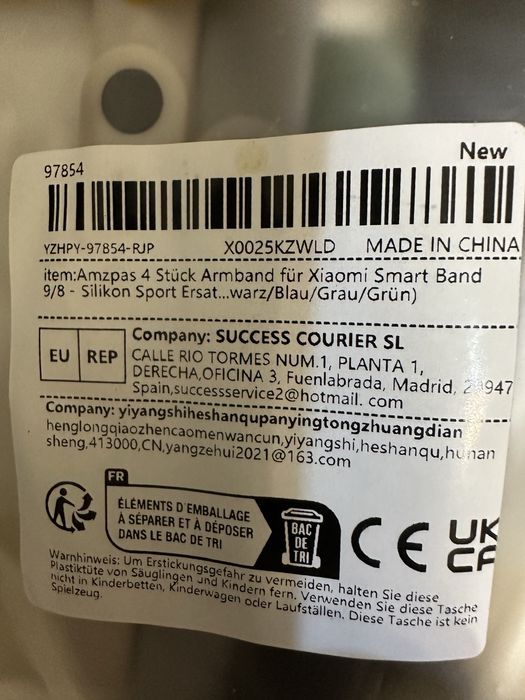 New
97854
YZHPY-97854-RJP X0025KZWLD MADE IN CHINA
item:Amzpas 4 Stück Armband für Xiaomi Smart Band
9/8 - Silikon Sport Ersat...warz/Blau/Grau/Grün)
EU REP
Company: SUCCESS COURIER SL
CALLE RIO TORMES NUM.1, PLANTA 1,
DERECHA,OFICINA 3, Fuenlabrada, Madrid,
Spain,successservice2@hotmail. com
Company: yiyangshiheshanqupanyingtongzhuangdian
henglongqiaozhencaomenwancun,yiyangshi,heshanqu,hunan
sheng,413000,CN,yangzehui2021@163.com
FR
ÉLÉMENTS D'EMBALLAGE
À SÉPARER ET À DÉPOSER
DANS LE BAC DE TRI
BAC
DE
TRI
CE
UK
CA
Warnhinweis: Um Erstickungsgefahr zu vermeiden, halten Sie diese
Plastiktüte von Säuglingen und Kindern fern. Verwenden Sie diese Tasche
nicht in Kinderbetten, Kinderwagen oder Laufställen. Diese Tasche ist kein
Spielzeug.